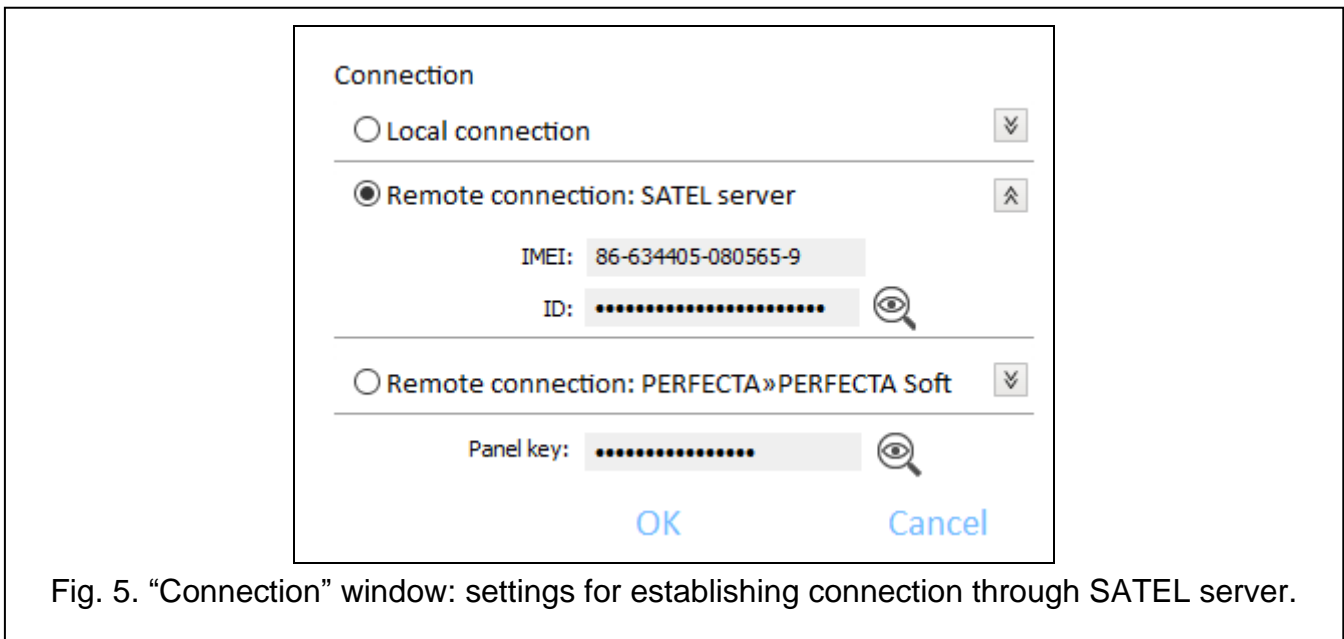 Connection
Local connection
Remote connection: SATEL server
IMEI: 86-634405-080565-9
ID: •••••••••••••••••••••••
Remote connection: PERFECTA»PERFECTA Soft
Panel key: ••••••••••••••••
OK Cancel
Fig. 5. “Connection” window: settings for establishing connection through SATEL server.